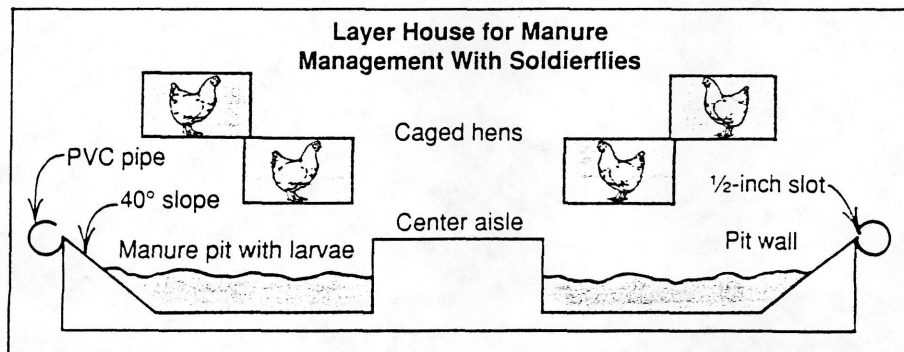 Layer House for Manure
Management With Soldierflies
Caged hens
PVC pipe
40° slope
½-inch slot
Center aisle
Manure pit with larvae
Pit wall